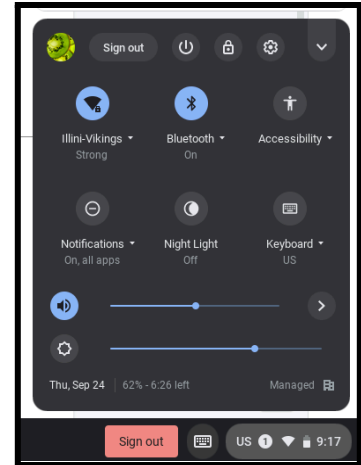 Sign out
Illini-Vikings Bluetooth Accessibility
Strong On
Notifications Night Light Keyboard
On, all apps Off US
Thu, Sep 24 62% - 6:26 left Managed
Sign out US 1 9:17